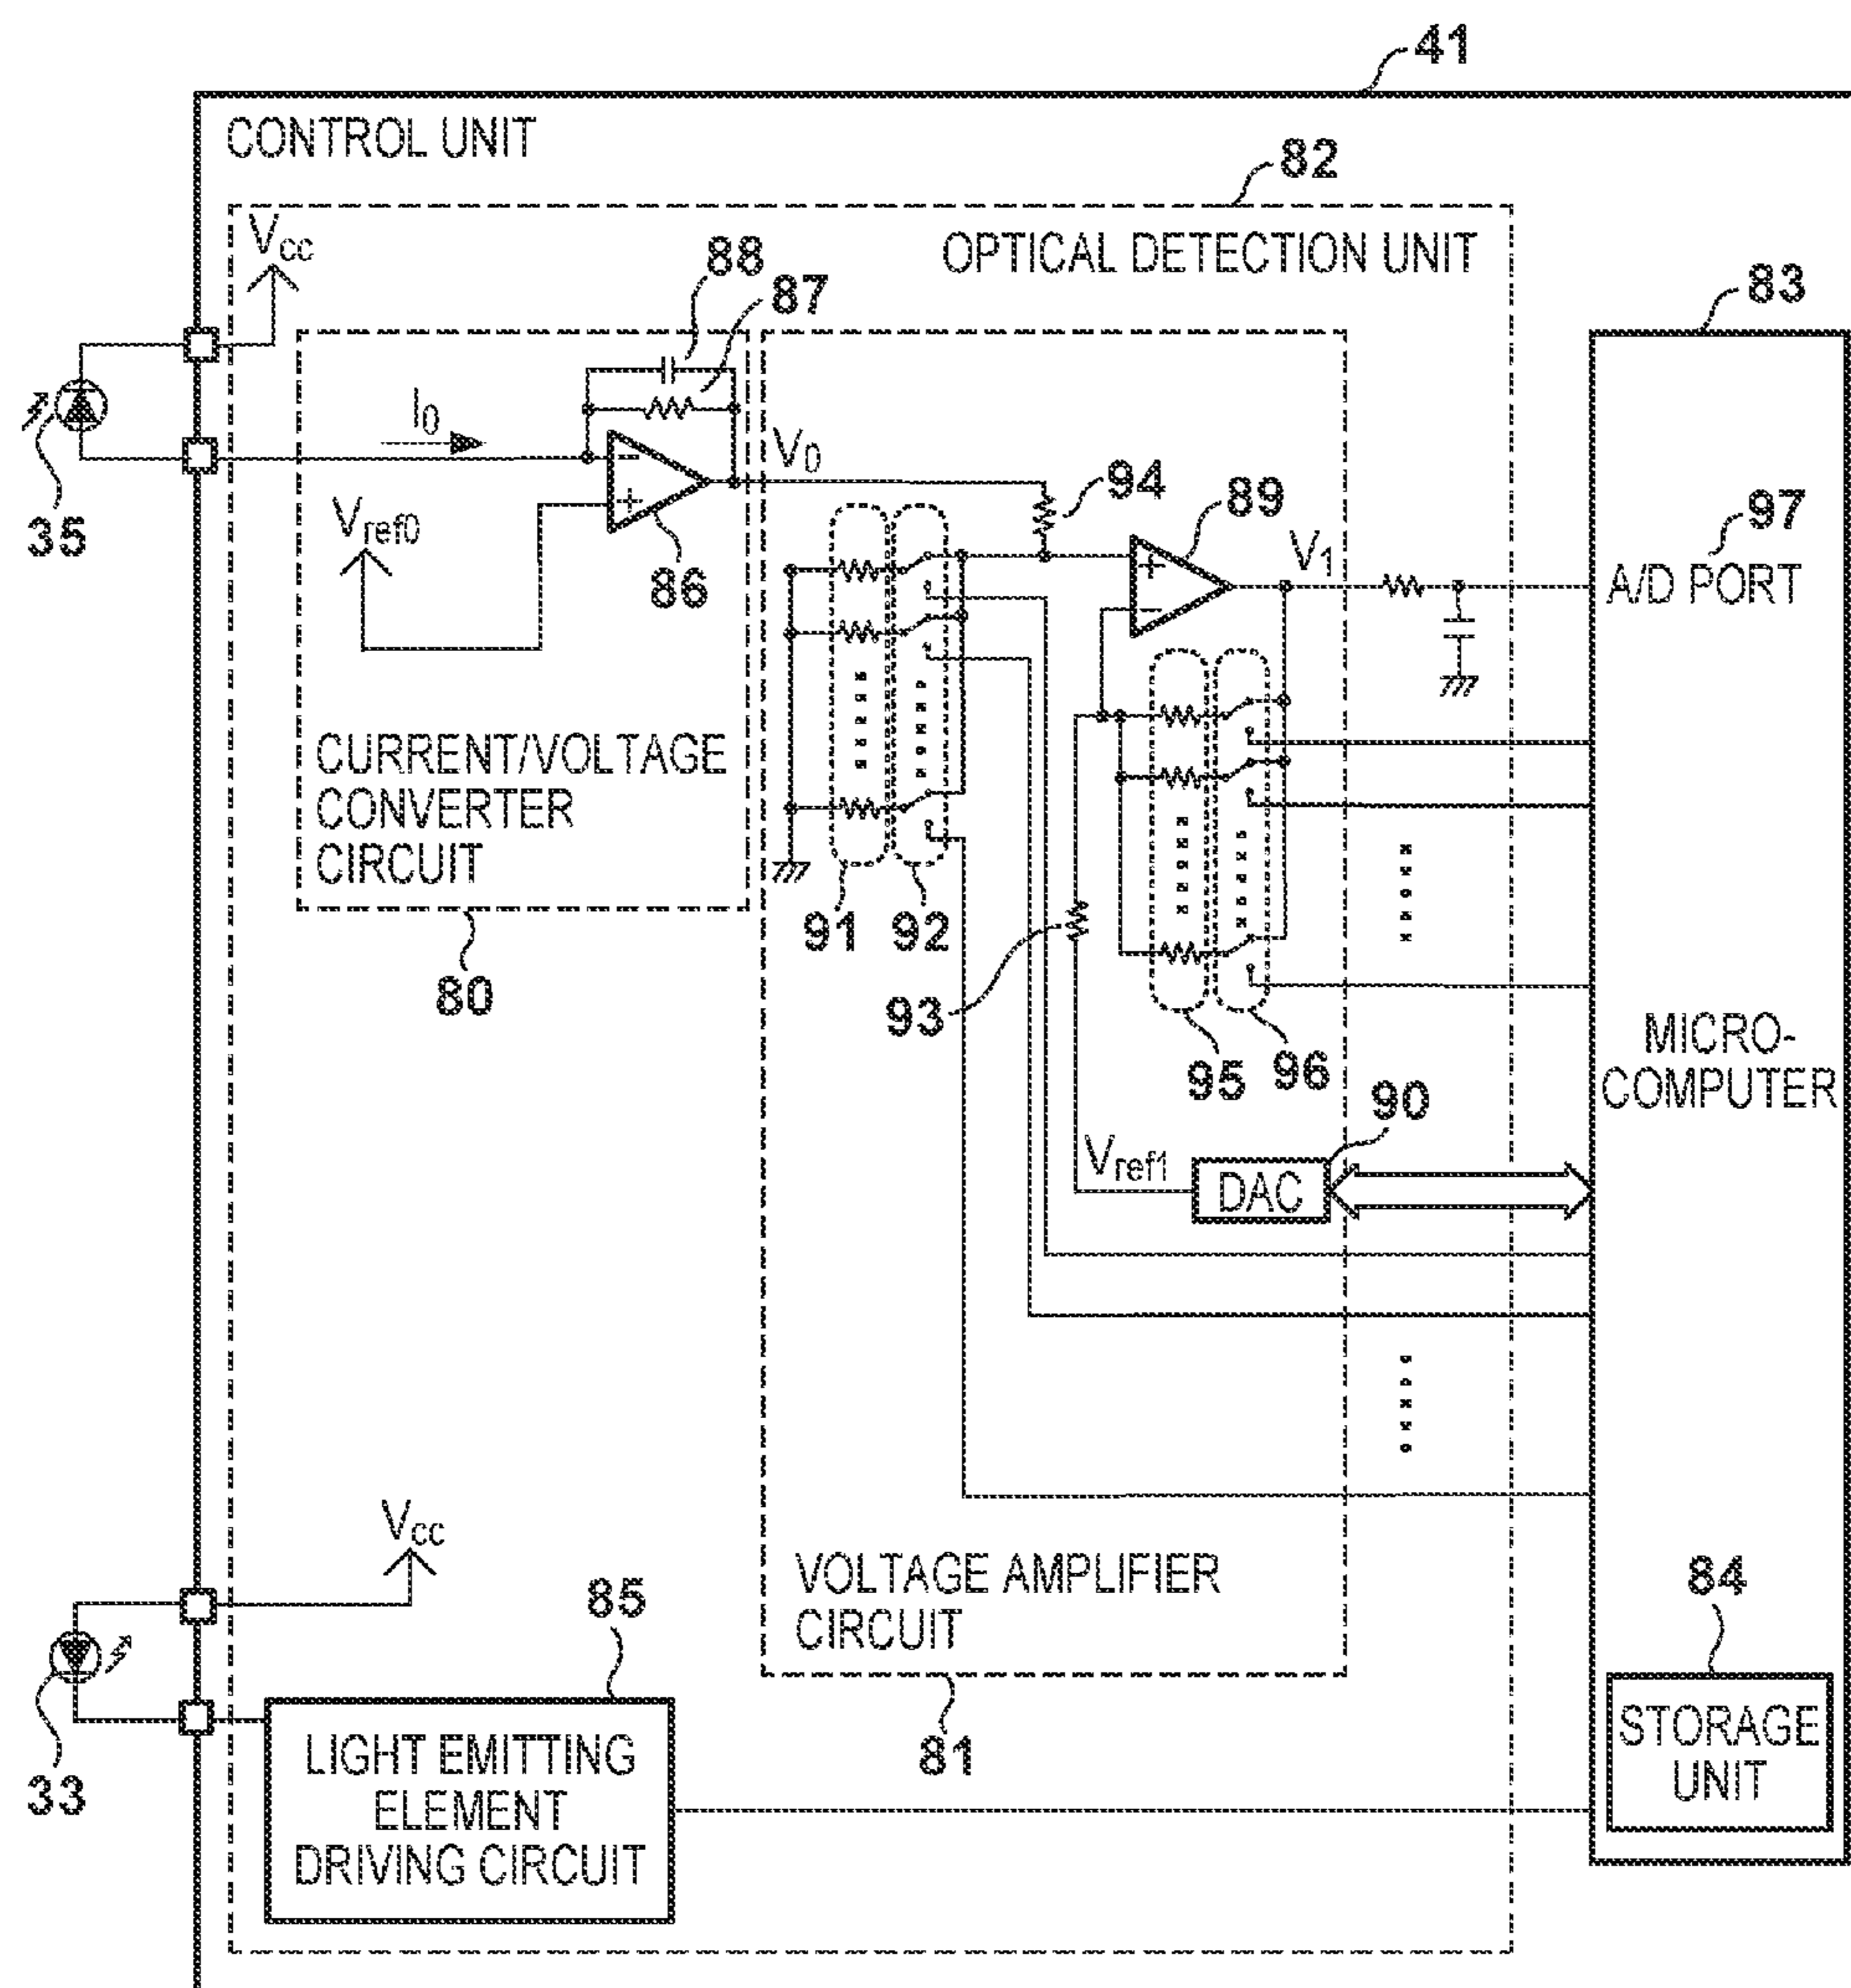 41
CONTROL UNIT
82
Vcc
OPTICAL DETECTION UNIT
88
87
83
I0
V0
94
89
97
35
Vref0
86
V1
A/D PORT
CURRENT/VOLTAGE
CONVERTER
CIRCUIT
91
92
80
93
95
96
MICRO-
COMPUTER
90
Vref1
DAC
Vcc
VOLTAGE AMPLIFIER
CIRCUIT
85
84
81
33
LIGHT EMITTING
ELEMENT
DRIVING CIRCUIT
STORAGE
UNIT